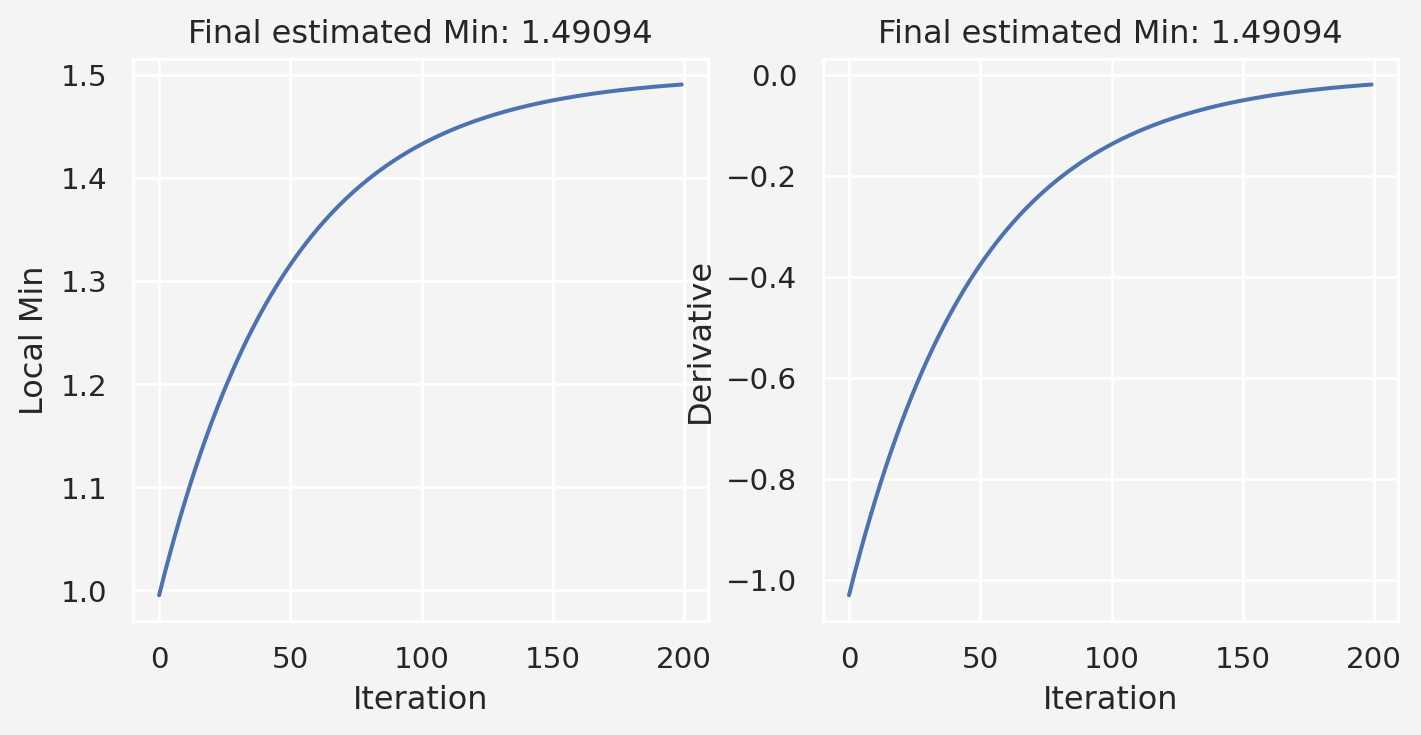 Final estimated Min: 1.49094
1.5
1.4
1.3
1.2
1.1
1.0
Local Min
0 50 100 150 200
Iteration
Final estimated Min: 1.49094
0.0
−0.2
−0.4
−0.6
−0.8
−1.0
Derivative
0 50 100 150 200
Iteration